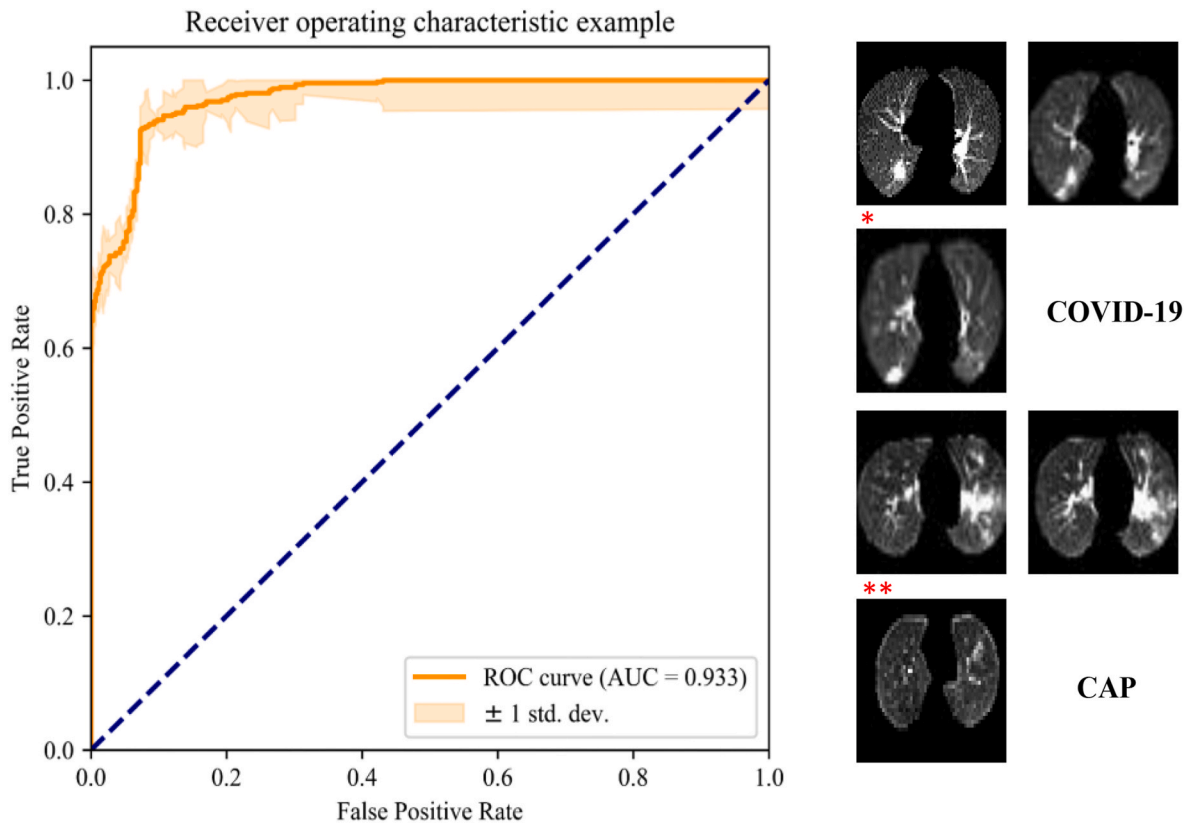 Receiver operating characteristic example
True Positive Rate
1.0
0.8
0.6
0.4
0.2
0.0
0.0 0.2 0.4 0.6 0.8 1.0
False Positive Rate
ROC curve (AUC = 0.933)
± 1 std. dev.
*
COVID-19
**
CAP